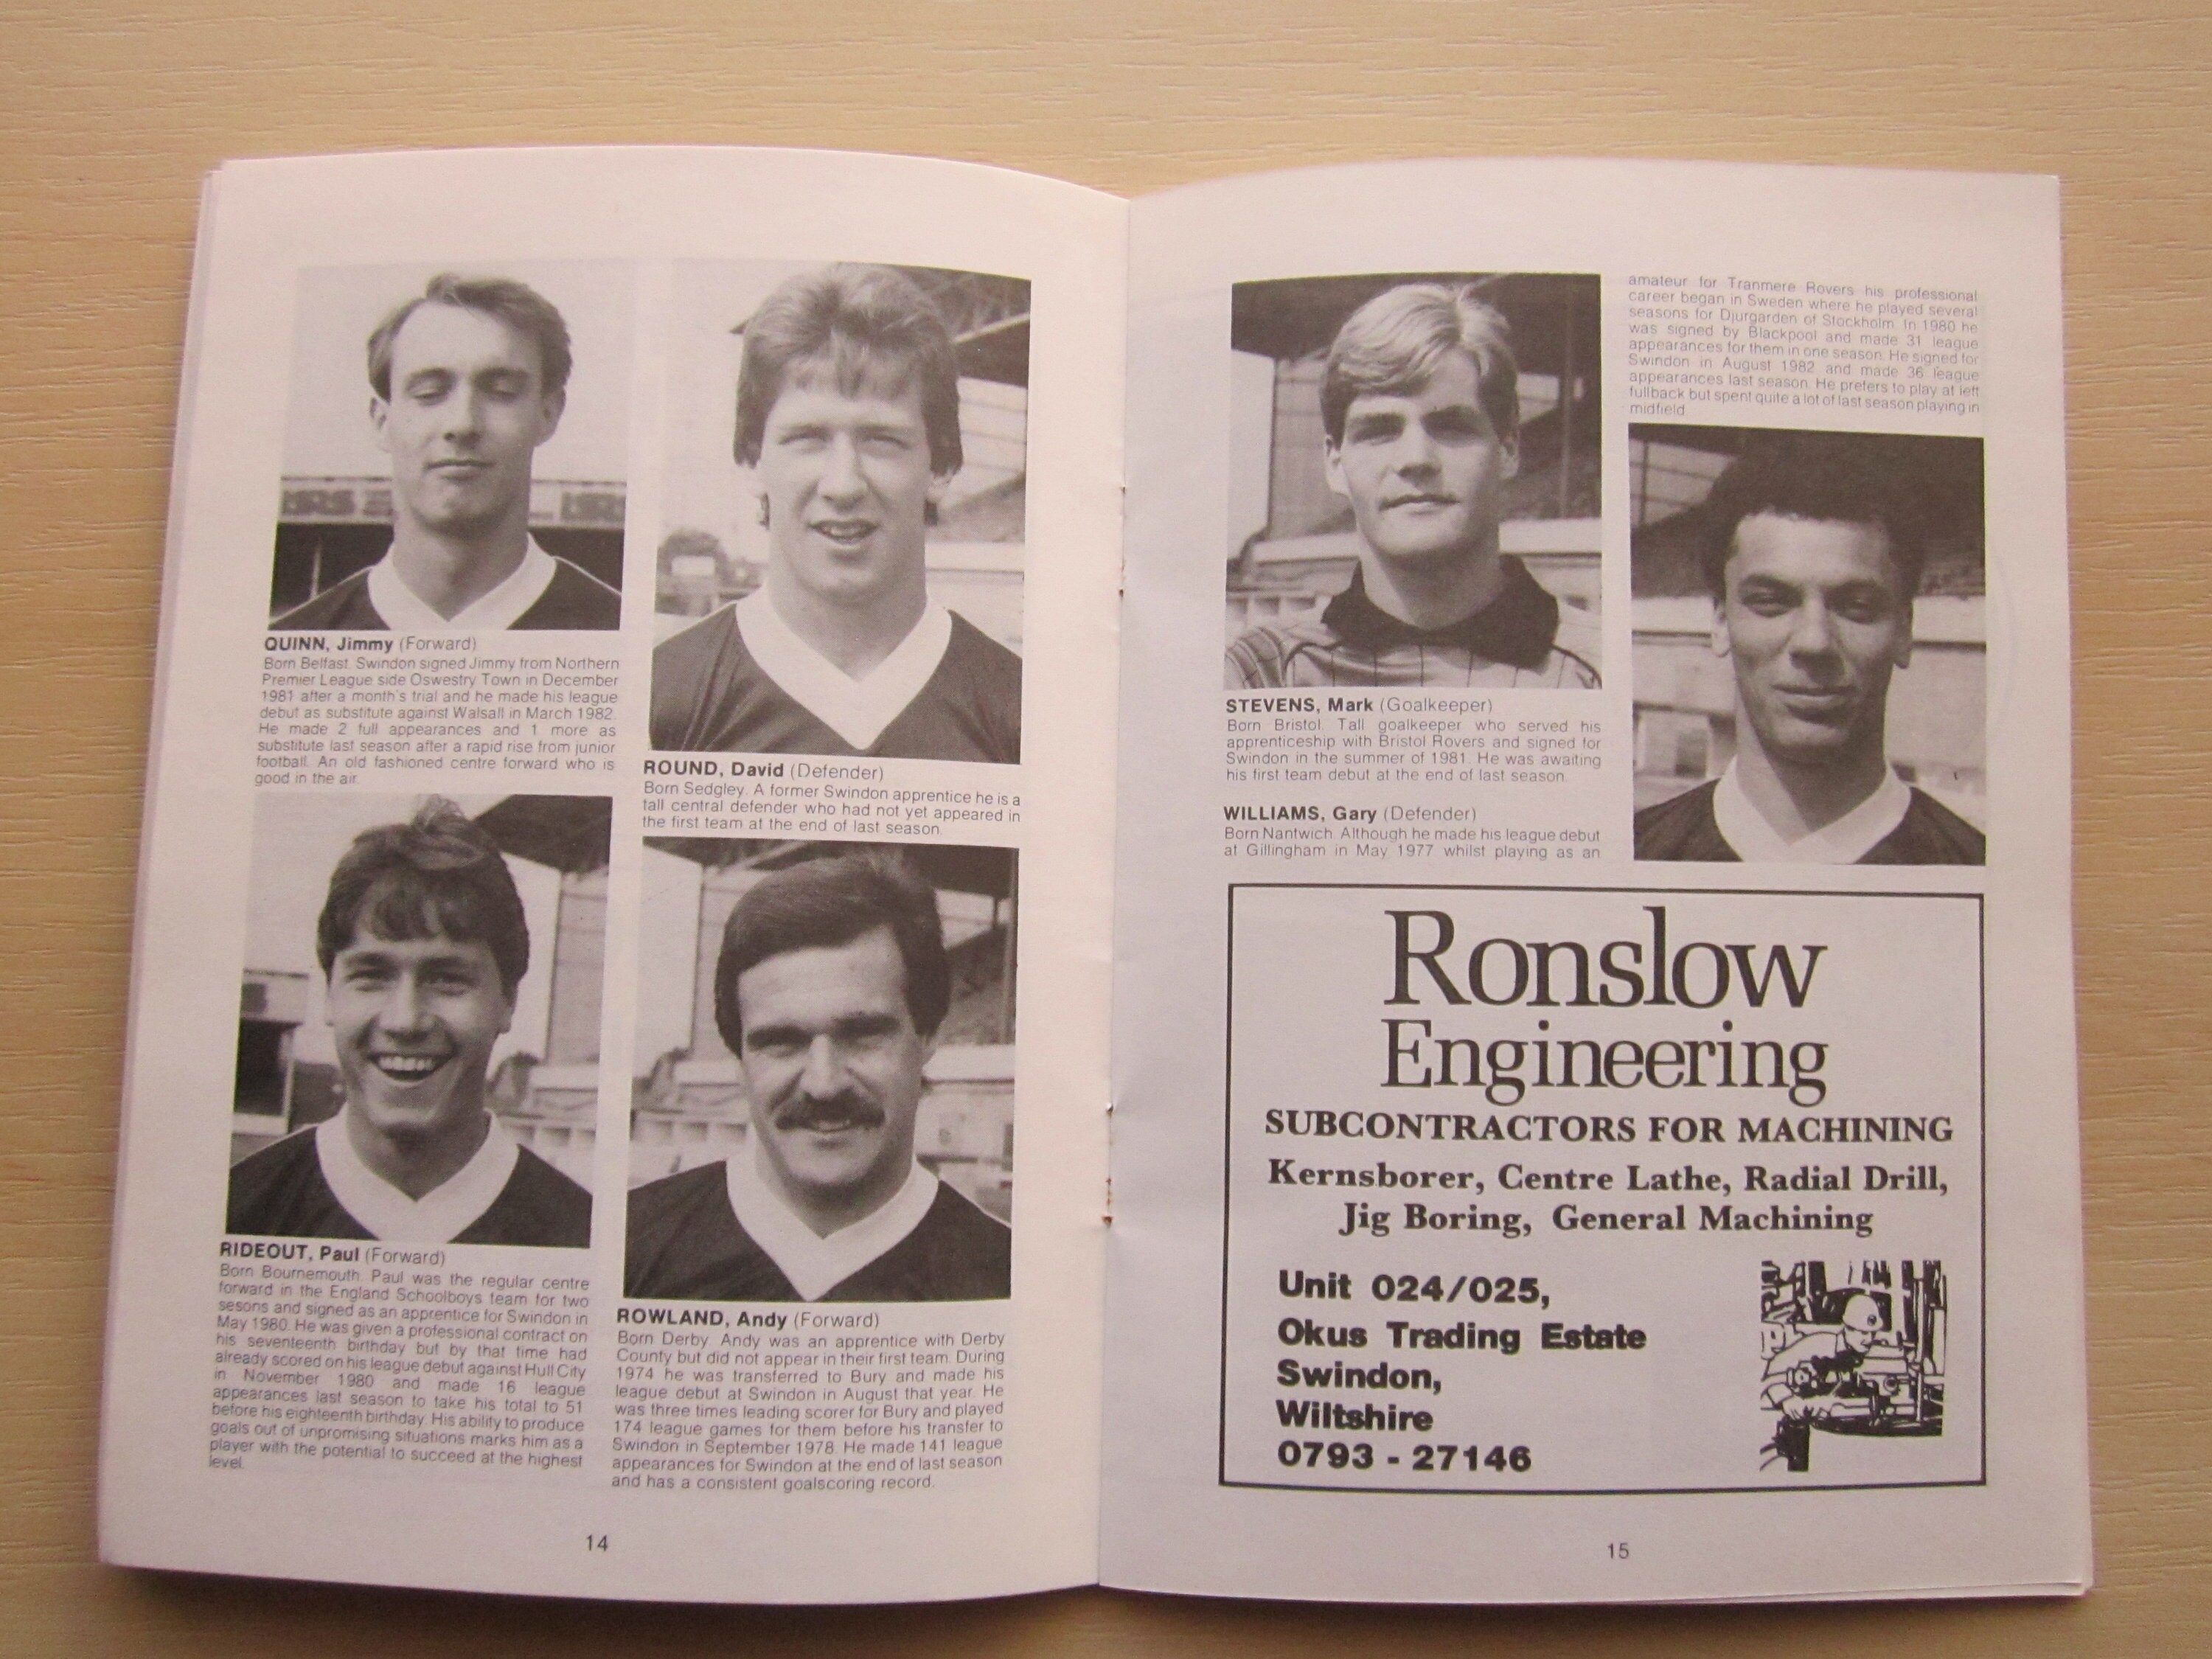 QUINN, Jimmy (Forward)
Born Belfast. Swindon signed Jimmy from Northern
Premier League side Oswestry Town in December
1981 after a month's trial and he made his league
debut as substitute against Walsall in March 1982.
He made 2 full appearances and 1 more as
substitute last season after a rapid rise from junior
football. An old fashioned centre forward who is
good in the air.
RIDEOUT, Paul (Forward)
Born Bournemouth. Paul was the regular centre
forward in the England Schoolboys team for two
sesons and signed as an apprentice for Swindon in
May 1980. He was given a professional contract on
his seventeenth birthday but by that time had
already scored on his league debut against Hull City
in November 1980 and made 16 league
appearances last season to take his total to 51
before his eighteenth birthday. His ability to produce
goals out of unpromising situations marks him as a
player with the potential to succeed at the highest
level.
ROUND, David (Defender)
Born Sedgley. A former Swindon apprentice he is a
tall central defender who had not yet appeared in
the first team at the end of last season.
ROWLAND, Andy (Forward)
Born Derby. Andy was an apprentice with Derby
County but did not appear in their first team. During
1974 he was transferred to Bury and made his
league debut at Swindon in August that year. He
was three times leading scorer for Bury and played
174 league games for them before his transfer to
Swindon in September 1978. He made 141 league
appearances for Swindon at the end of last season
and has a consistent goalscoring record.
14
STEVENS, Mark (Goalkeeper)
Born Bristol. Tall goalkeeper who served his
apprenticeship with Bristol Rovers and signed for
Swindon in the summer of 1981. He was awaiting
his first team debut at the end of last season.
WILLIAMS, Gary (Defender)
Born Nantwich. Although he made his league debut
at Gillingham in May 1977 whilst playing as an
amateur for Tranmere Rovers his professional
career began in Sweden where he played several
seasons for Djurgarden of Stockholm. In 1980 he
was signed by Blackpool and made 31 league
appearances for them in one season. He signed for
Swindon in August 1982 and made 36 league
appearances last season. He prefers to play at left
fullback but spent quite a lot of last season playing in
midfield.
Ronslow
Engineering
SUBCONTRACTORS FOR MACHINING
Kernsborer, Centre Lathe, Radial Drill,
Jig Boring, General Machining
Unit 024/025,
Okus Trading Estate
Swindon,
Wiltshire
0793 - 27146
15